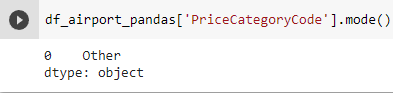 df_airport_pandas['PriceCategoryCode'].mode()
0    Other
dtype: object